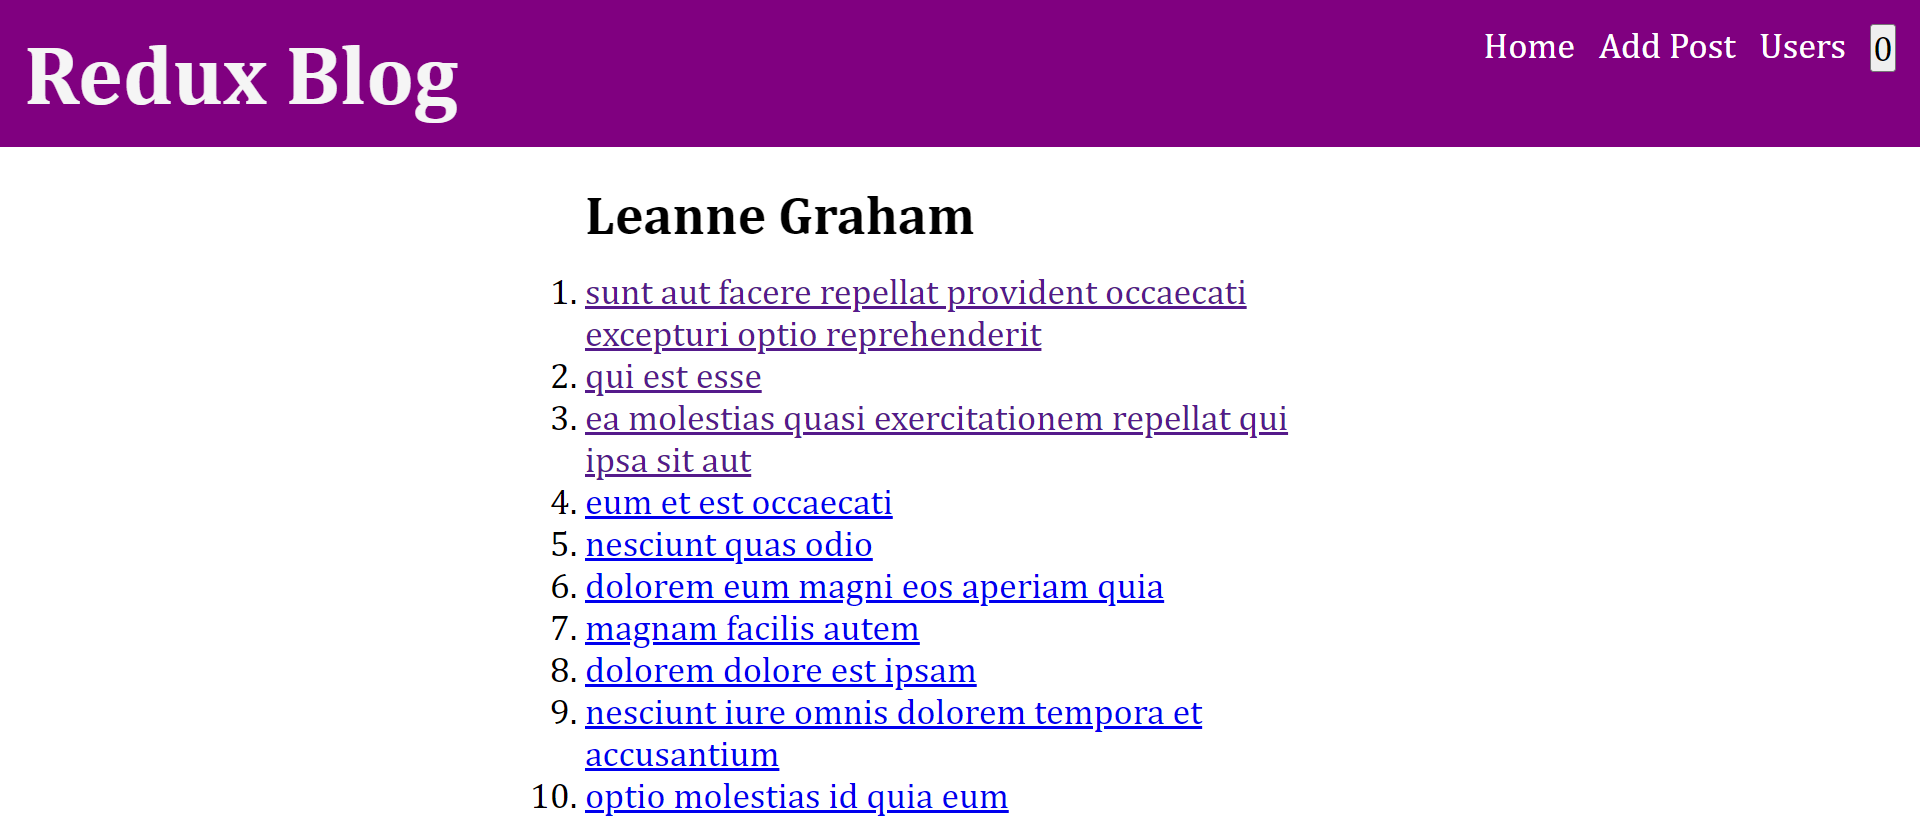 Redux Blog
Home Add Post Users 0
Leanne Graham
1. sunt aut facere repellat provident occaecati
excepturi optio reprehenderit
2. qui est esse
3. ea molestias quasi exercitationem repellat qui
ipsa sit aut
4. eum et est occaecati
5. nesciunt quas odio
6. dolorem eum magni eos aperiam quia
7. magnam facilis autem
8. dolorem dolore est ipsam
9. nesciunt iure omnis dolorem tempora et
accusantium
10. optio molestias id quia eum